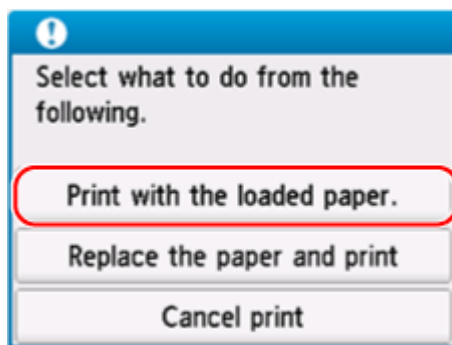 Select what to do from the
following.
Print with the loaded paper.
Replace the paper and print
Cancel print